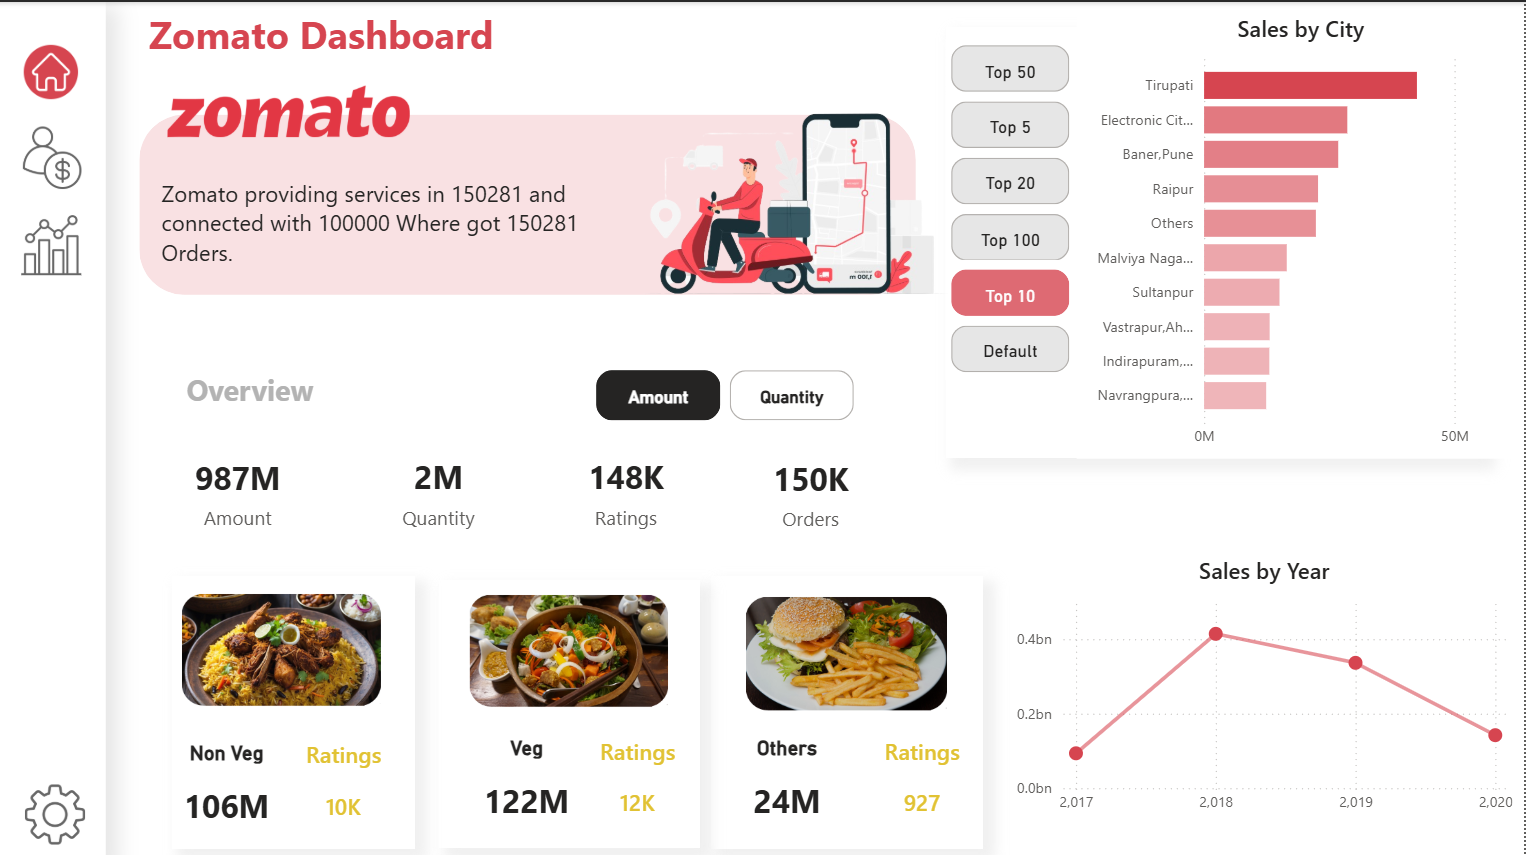 Zomato Dashboard
zomato
Zomato providing services in 150281 and
connected with 100000 Where got 150281
Orders.
Top 50
Top 5
Top 20
Top 100
Top 10
Default
Sales by City
Tirupati
Electronic Cit...
Baner,Pune
Raipur
Others
Malviya Naga...
Sultanpur
Vastrapur,Ah...
Indirapuram,...
Navrangpura,...
0M 50M
Overview
Amount Quantity
987M 2M 148K 150K
Amount Quantity Ratings Orders
Non Veg Ratings
106M 10K
Veg Ratings
122M 12K
Others Ratings
24M 927
Sales by Year
0.4bn
0.2bn
0.0bn
2,017 2,018 2,019 2,020